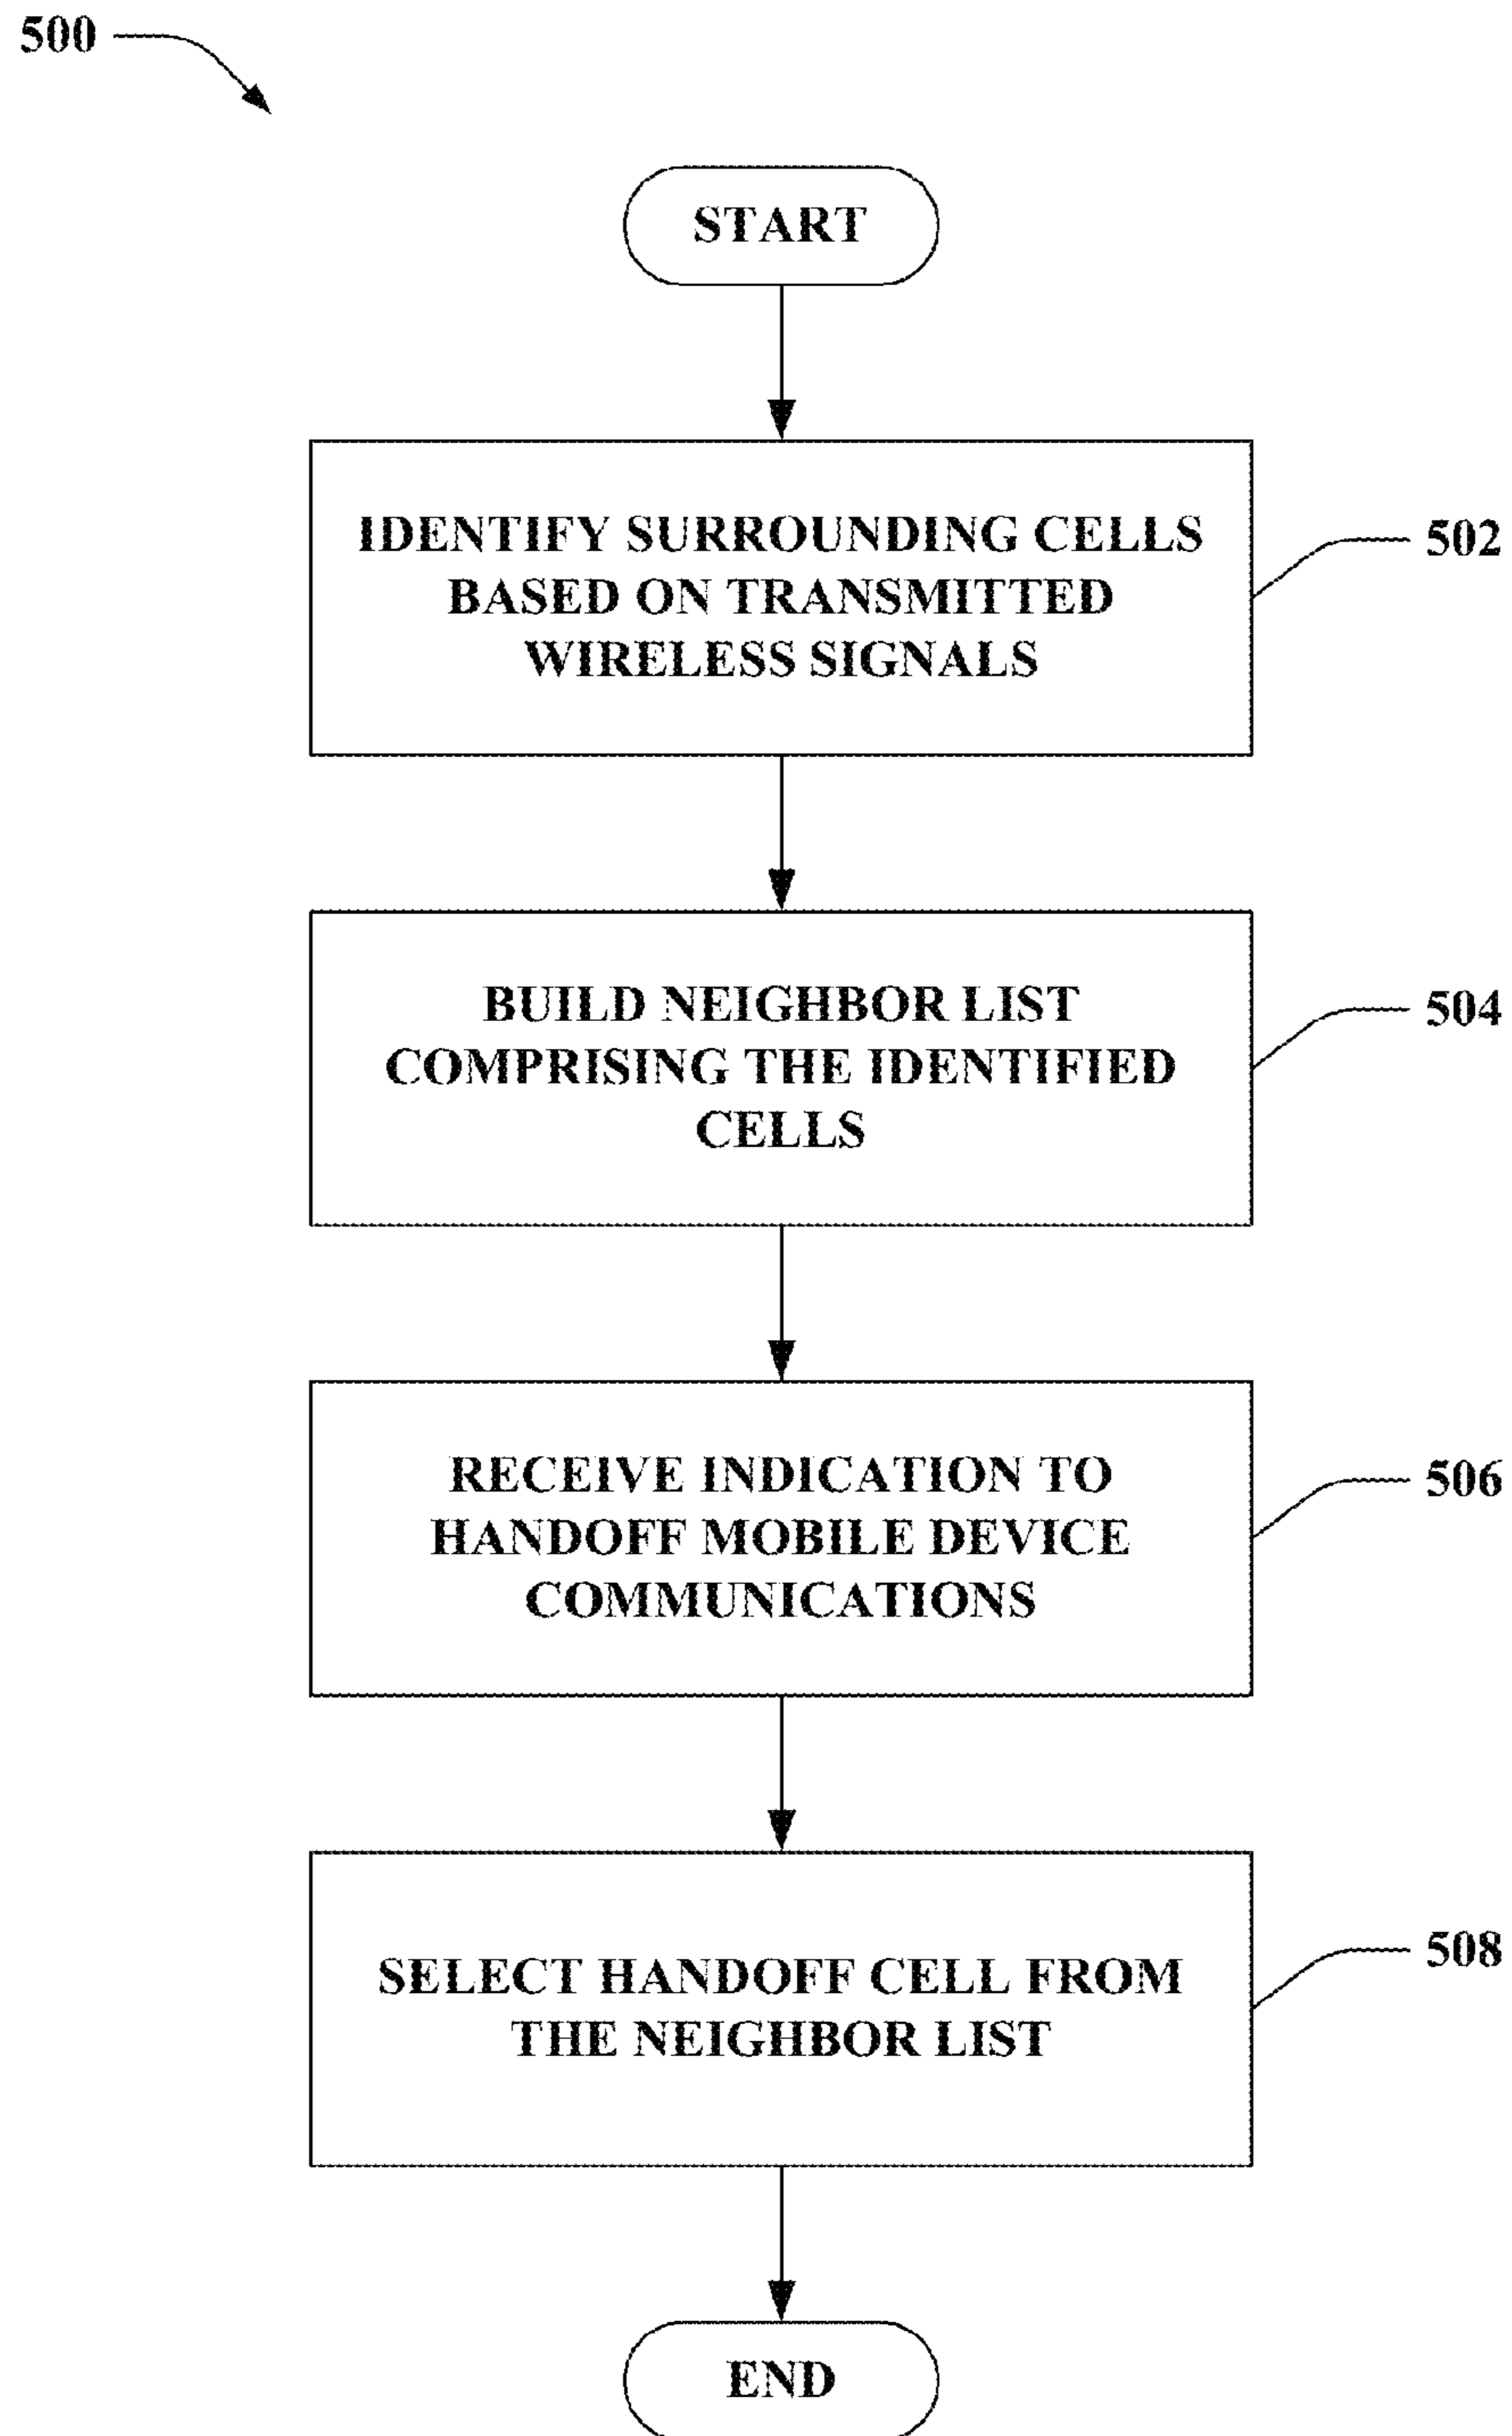 500
START
IDENTIFY SURROUNDING CELLS
BASED ON TRANSMITTED
WIRELESS SIGNALS
502
BUILD NEIGHBOR LIST
COMPRISING THE IDENTIFIED
CELLS
504
RECEIVE INDICATION TO
HANDOFF MOBILE DEVICE
COMMUNICATIONS
506
SELECT HANDOFF CELL FROM
THE NEIGHBOR LIST
508
END